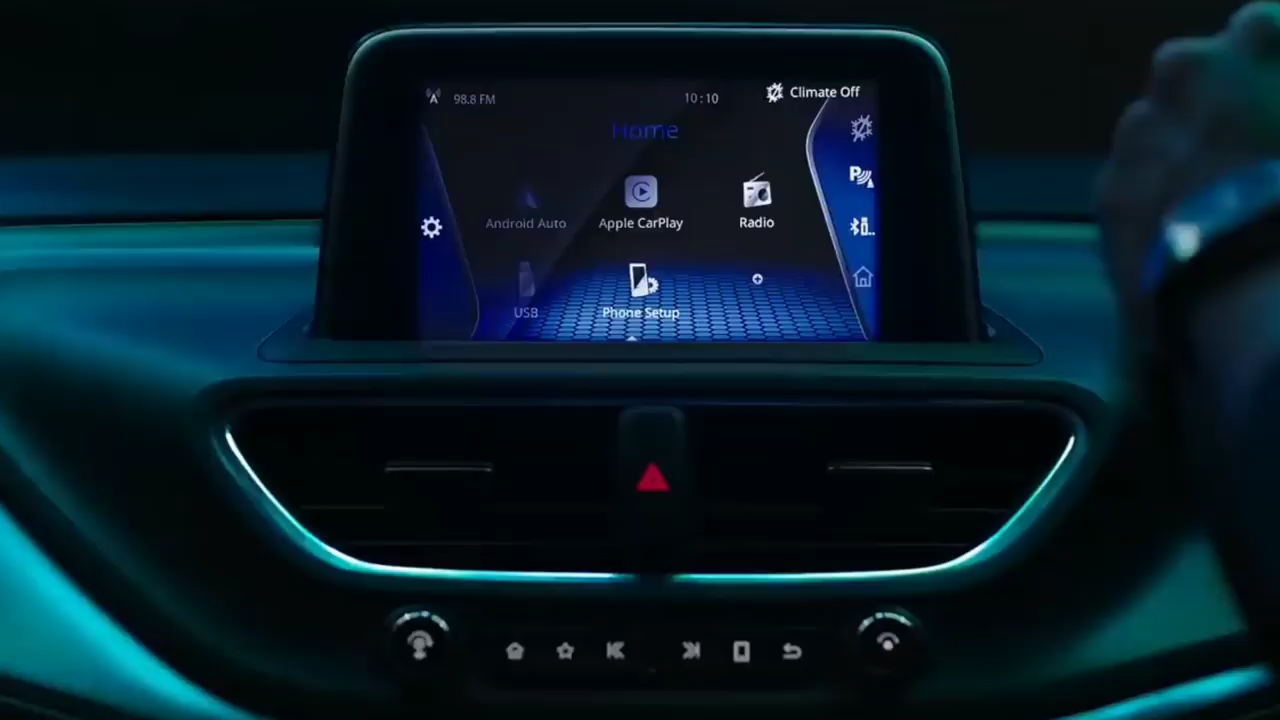 98.8 FM
10:10
Climate Off
Home
Android Auto
Apple CarPlay
Radio
USB
Phone Setup